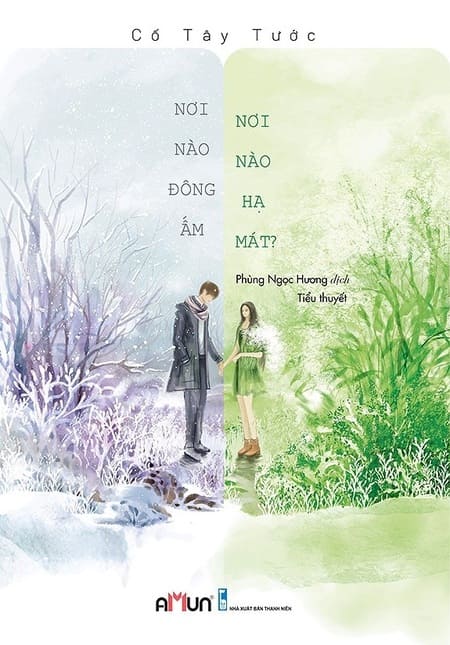 Cố Tây Tước
NƠI
NÀO
ĐÔNG
ẤM
NƠI
NÀO
HẠ
MÁT?
Phùng Ngọc Hương dịch
Tiểu thuyết
AMUN
NHÀ XUẤT BẢN THANH NIÊN